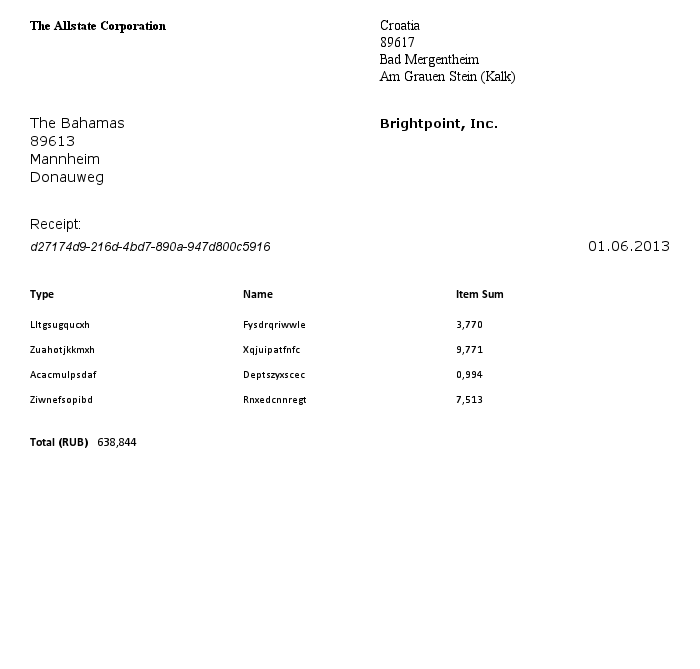 The Allstate Corporation
Croatia
89617
Bad Mergentheim
Am Grauen Stein (Kalk)
The Bahamas
89613
Mannheim
Donauweg
Brightpoint, Inc.
Receipt:
d27174d9-216d-4bd7-890a-947d800c5916 01.06.2013
Type Name Item Sum
Lltgsugqucxh Fysdrqriwwle 3,770
Zuahotjkkmxh Xqjuipatfnfc 9,771
Acacmulpsdaf Deptszyxscec 0,994
Ziwnefsopibd Rnxedcnnregt 7,513
Total (RUB) 638,844